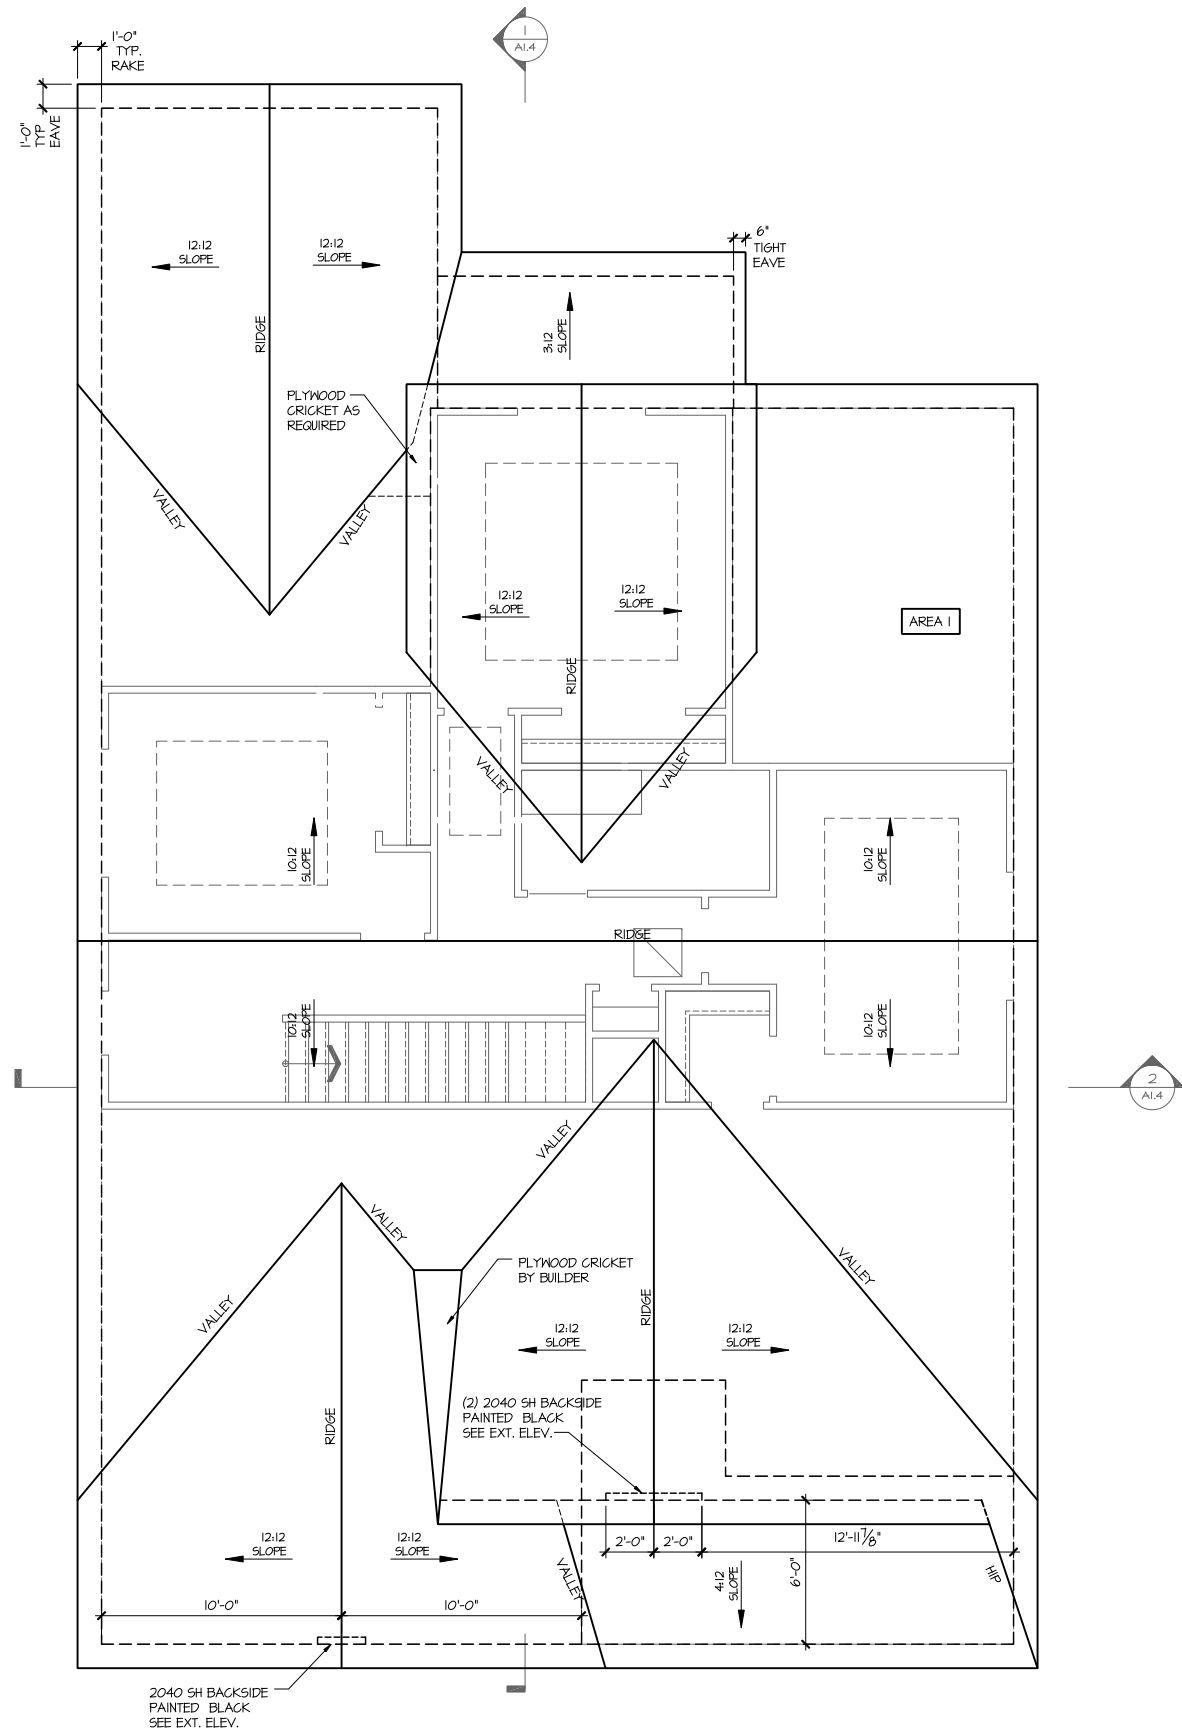 1'-0"
TYP.
RAKE
1
A1.4
1'-0"
TYP
EAVE
12:12
SLOPE
12:12
SLOPE
6"
TIGHT
EAVE
RIDGE
3:12
SLOPE
PLYWOOD
CRICKET AS
REQUIRED
VALLEY
VALLEY
12:12
SLOPE
12:12
SLOPE
AREA 1
RIDGE
VALLEY
VALLEY
10:12
SLOPE
10:12
SLOPE
RIDGE
10:12
SLOPE
10:12
SLOPE
2
A1.4
VALLEY
VALLEY
VALLEY
VALLEY
PLYWOOD CRICKET
BY BUILDER
RIDGE
12:12
SLOPE
12:12
SLOPE
(2) 2040 SH BACKSIDE
PAINTED BLACK
SEE EXT. ELEV.
RIDGE
12:12
SLOPE
12:12
SLOPE
2'-0"
2'-0"
12'-11 7/8"
VALLEY
4:12
SLOPE
6'-0"
HIP
10'-0"
10'-0"
2040 SH BACKSIDE
PAINTED BLACK
SEE EXT. ELEV.